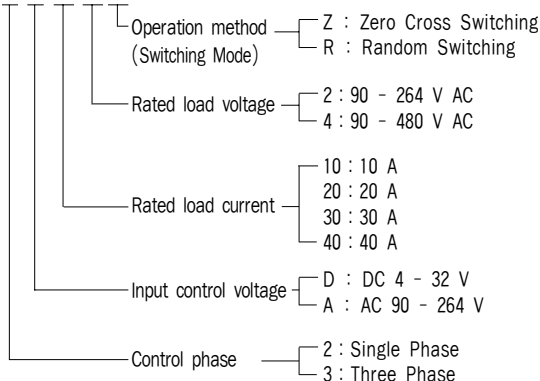 Operation method
(Switching Mode)
Z : Zero Cross Switching
R : Random Switching
Rated load voltage
2 : 90 - 264 V AC
4 : 90 - 480 V AC
Rated load current
10 : 10 A
20 : 20 A
30 : 30 A
40 : 40 A
Input control voltage
D : DC 4 - 32 V
A : AC 90 - 264 V
Control phase
2 : Single Phase
3 : Three Phase